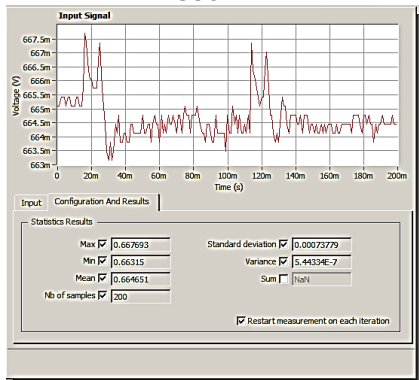 Input Signal
667.5m
667m
666.5m
666m
665.5m
665m
664.5m
664m
663.5m
663m
Voltage (V)
0 20m 40m 60m 80m 100m 120m 140m 160m 180m 200m
Time (s)
Input Configuration And Results
Statistics Results
Max 0.667693 Standard deviation 0.00073779
Min 0.66315 Variance 5.44334E-7
Mean 0.664651 Sum NaN
Nb of samples 200
Restart measurement on each iteration